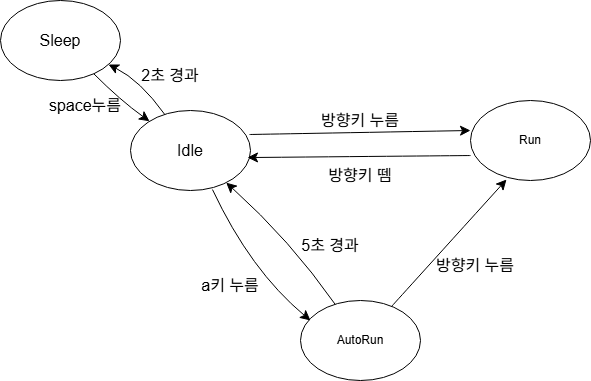 Sleep
2초 경과
space누름
Idle
방향키 누름
Run
방향키 뗌
5초 경과
방향키 누름
a키 누름
AutoRun